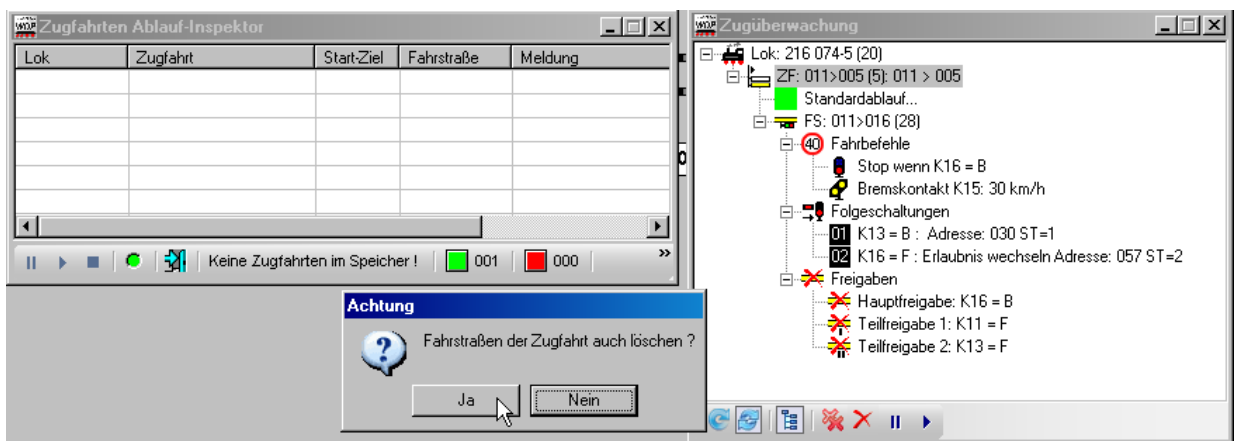 Zugfahrten Ablauf-Inspektor
Lok Zugfahrt Start-Ziel Fahrstraße Meldung
Keine Zugfahrten im Speicher ! 001 000 »
Achtung
Fahrstraßen der Zugfahrt auch löschen ?
Ja Nein
Zugüberwachung
Lok: 216 074-5 (20)
ZF: 011>005 (5): 011 > 005
Standardablauf...
FS: 011>016 (28)
40 Fahrbefehle
Stop wenn K16 = B
Bremskontakt K15: 30 km/h
Folgeschaltungen
01 K13 = B : Adresse: 030 ST=1
02 K16 = F : Erlaubnis wechseln Adresse: 057 ST=2
Freigaben
Hauptfreigabe: K16 = B
Teilfreigabe 1: K11 = F
Teilfreigabe 2: K13 = F